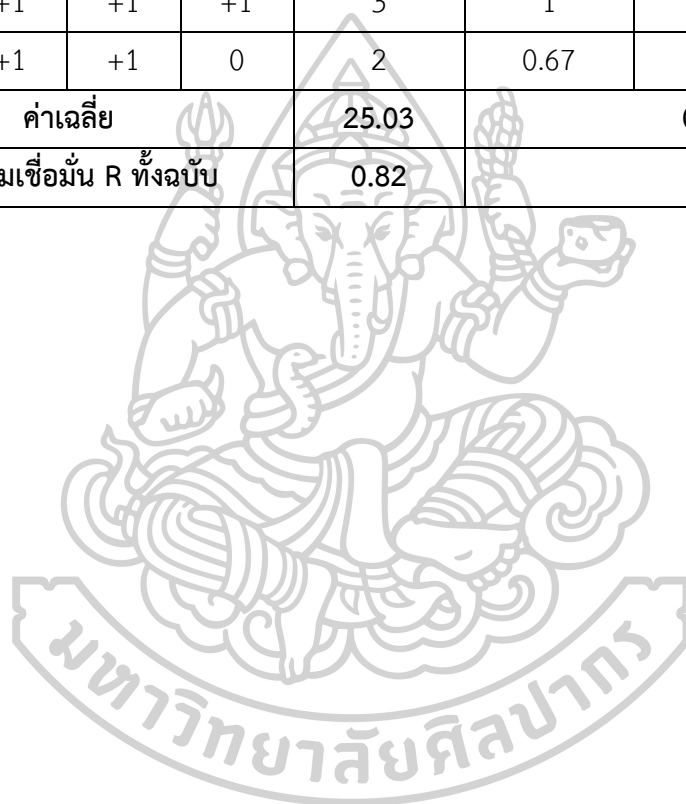 +1 +1 +1 3 1
+1 +1 0 2 0.67
ค่าเฉลี่ย 25.03
มเชื่อมั่น R ทั้งฉบับ 0.82
มหาวิทยาลัยศิลปากร